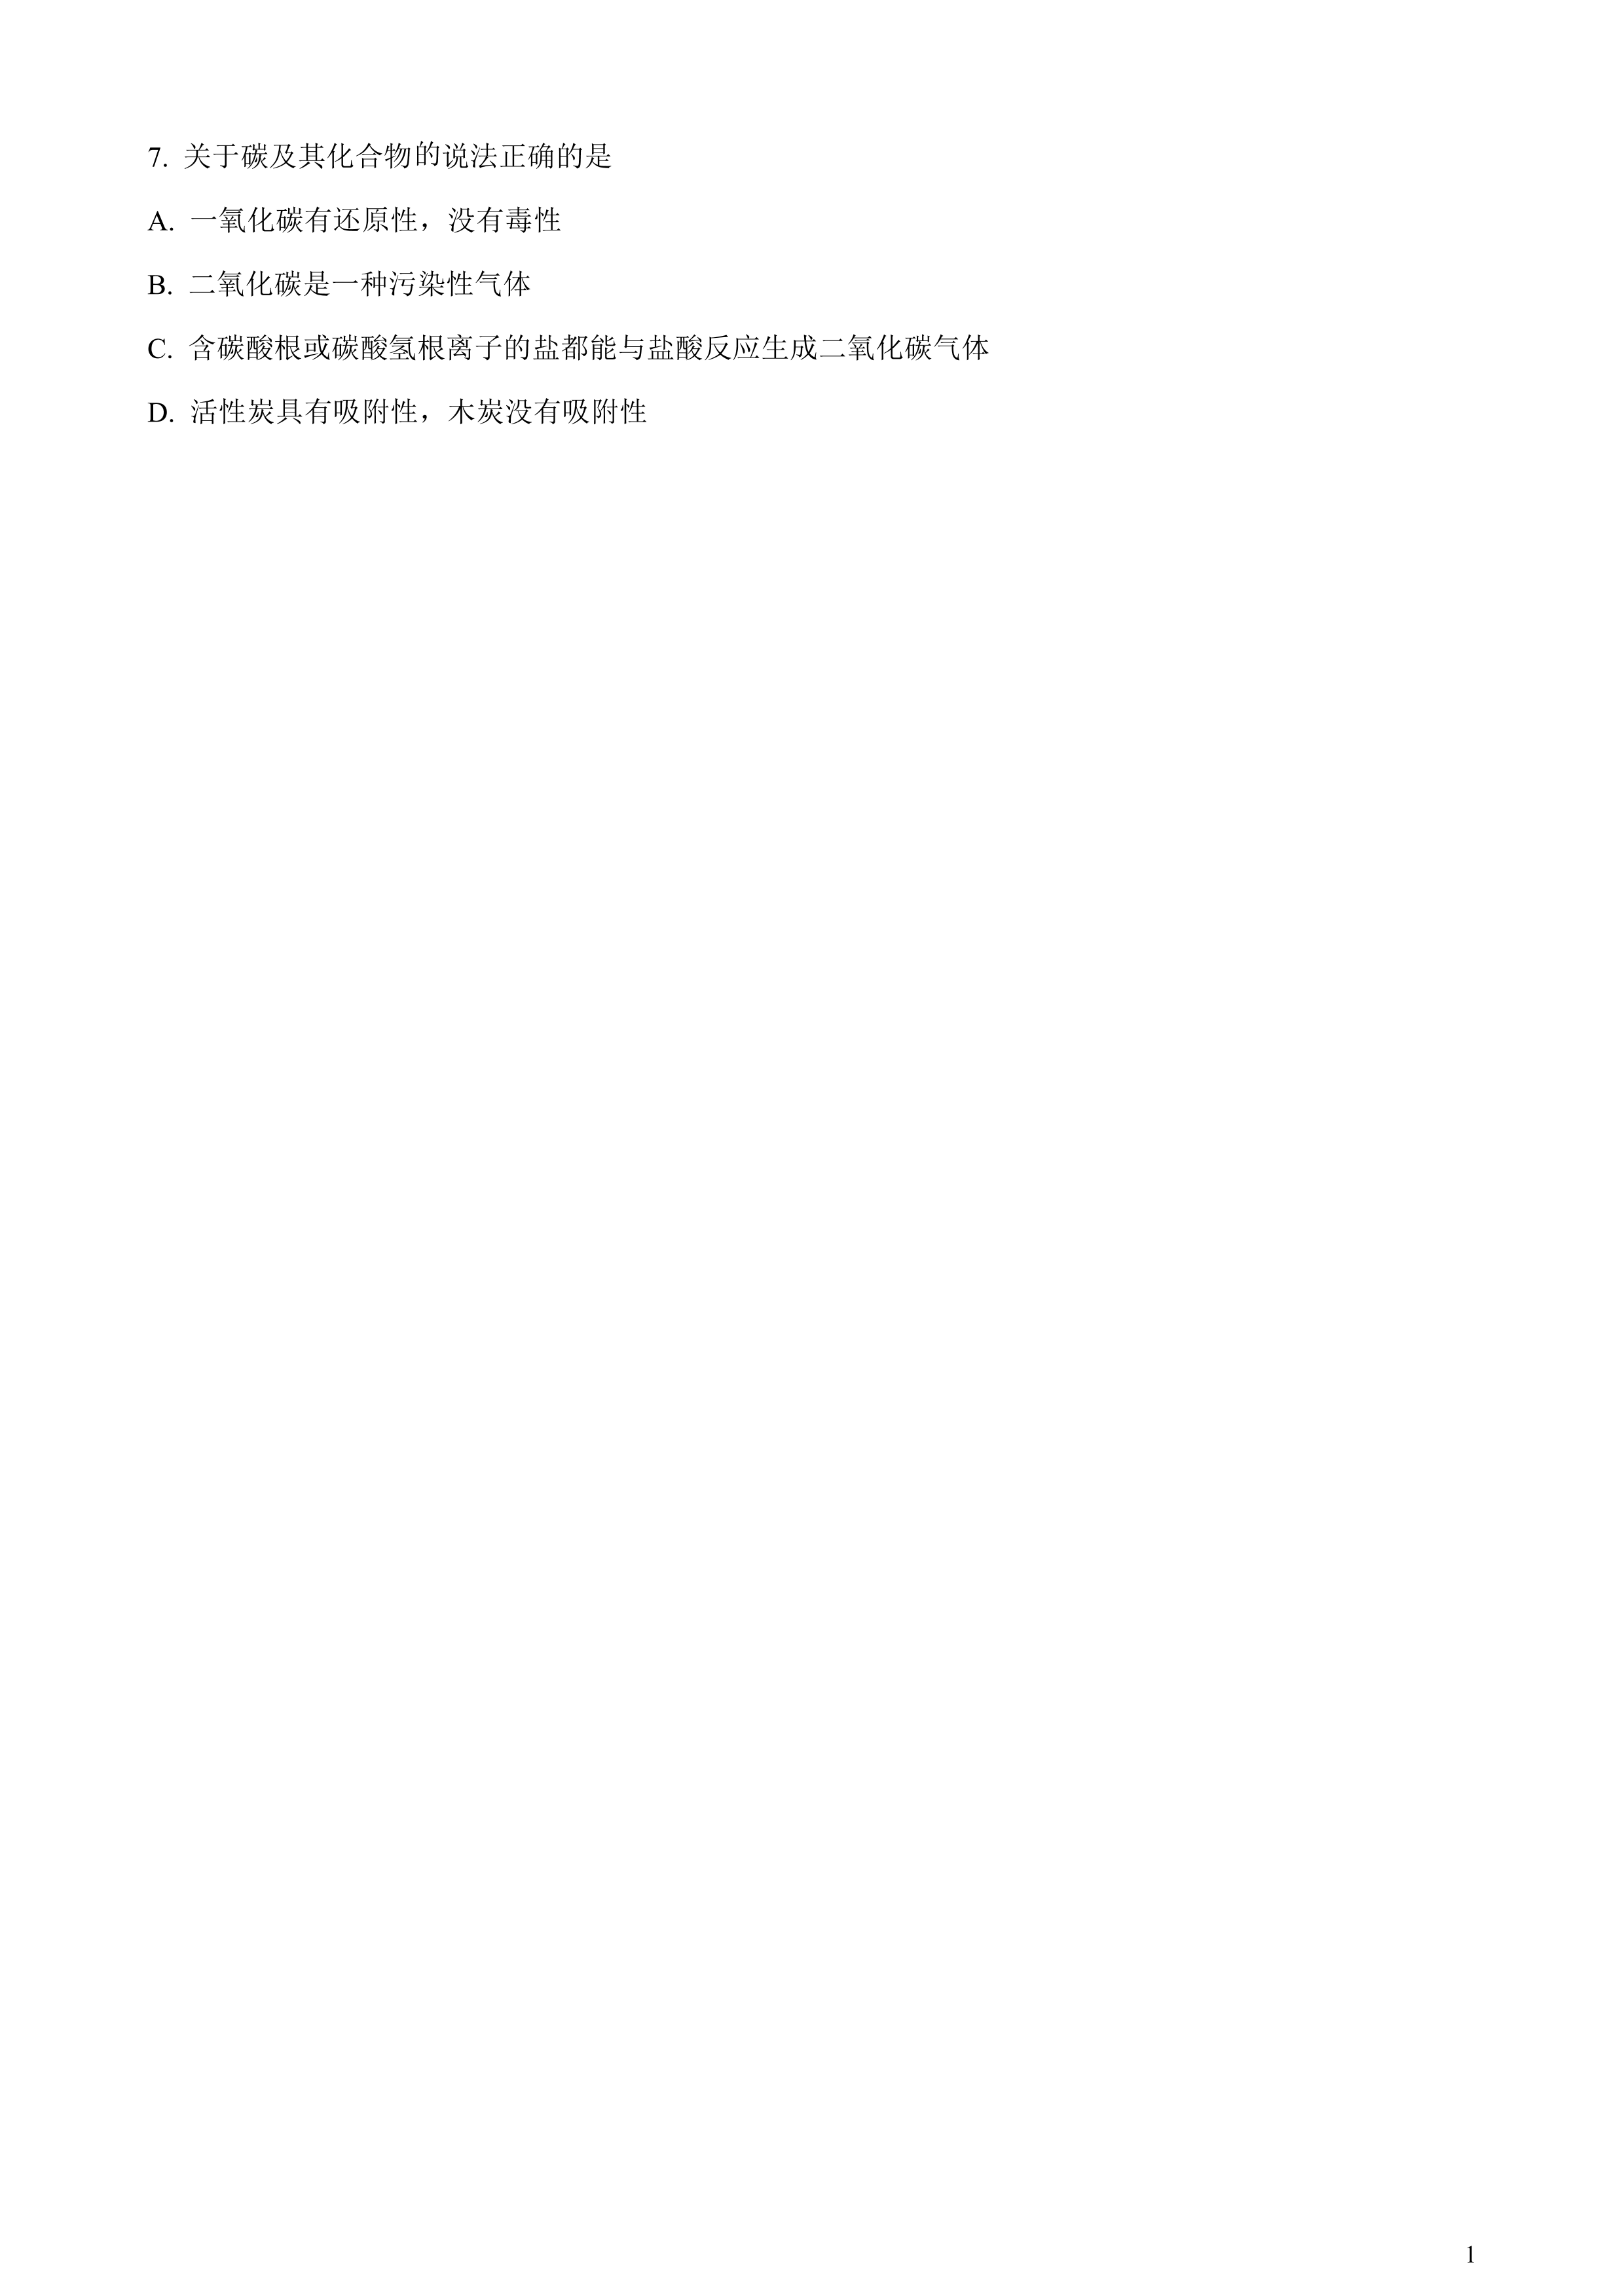 7. 关于碳及其化合物的说法正确的是
A. 一氧化碳有还原性，没有毒性
B. 二氧化碳是一种污染性气体
C. 含碳酸根或碳酸氢根离子的盐都能与盐酸反应生成二氧化碳气体
D. 活性炭具有吸附性，木炭没有吸附性
1